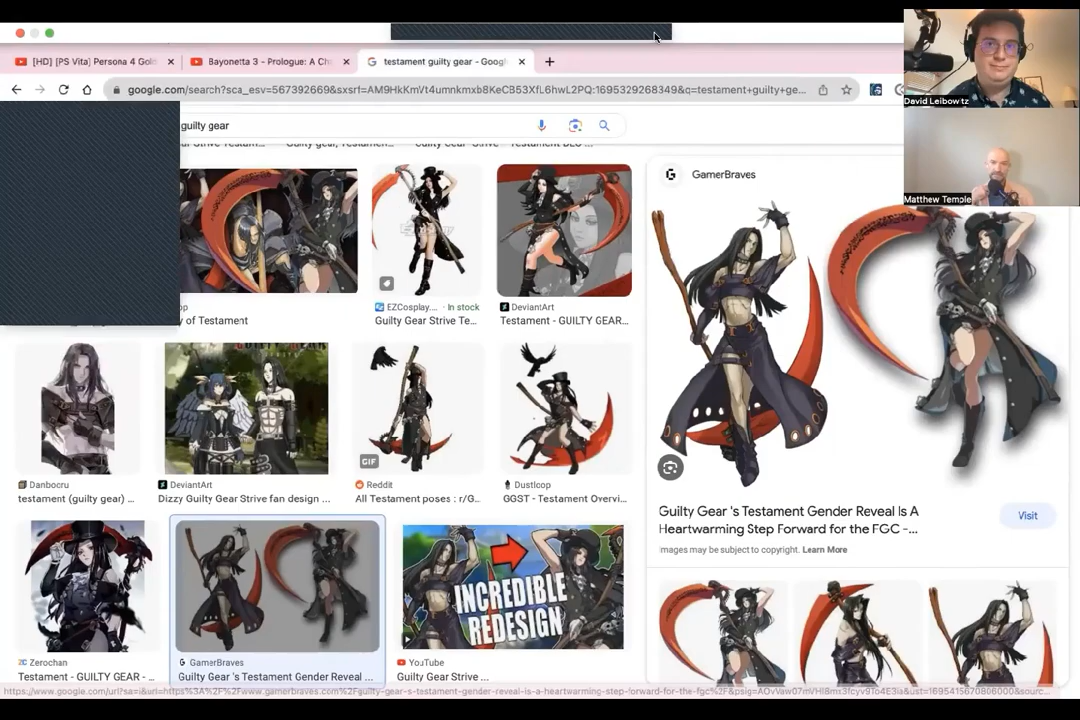 [HD] [PS Vita] Persona 4 Gold
Bayonetta 3 - Prologue: A Ch
testament guilty gear - Googl
google.com/search?sca_esv=567392669&sxsrf=AM9HkKmVt4umnkmxb8KeCB53XfL6hwL2PQ:1695329268349&q=testament+guilty+ge...
David Leibowitz
guilty gear
Matthew Temple
GamerBraves
op
y of Testament
EZCosplay.... · In stock
Guilty Gear Strive Te...
DeviantArt
Testament - GUILTY GEAR...
Danbooru
testament (guilty gear) ...
DeviantArt
Dizzy Guilty Gear Strive fan design ...
GIF
Reddit
All Testament poses : r/G...
Dustloop
GGST - Testament Overvi...
Guilty Gear 's Testament Gender Reveal Is A
Heartwarming Step Forward for the FGC -...
Visit
Images may be subject to copyright. Learn More
INCREDIBLE
REDESIGN
Zerochan
Testament - GUILTY GEAR - ...
GamerBraves
Guilty Gear 's Testament Gender Reveal ...
YouTube
Guilty Gear Strive ...